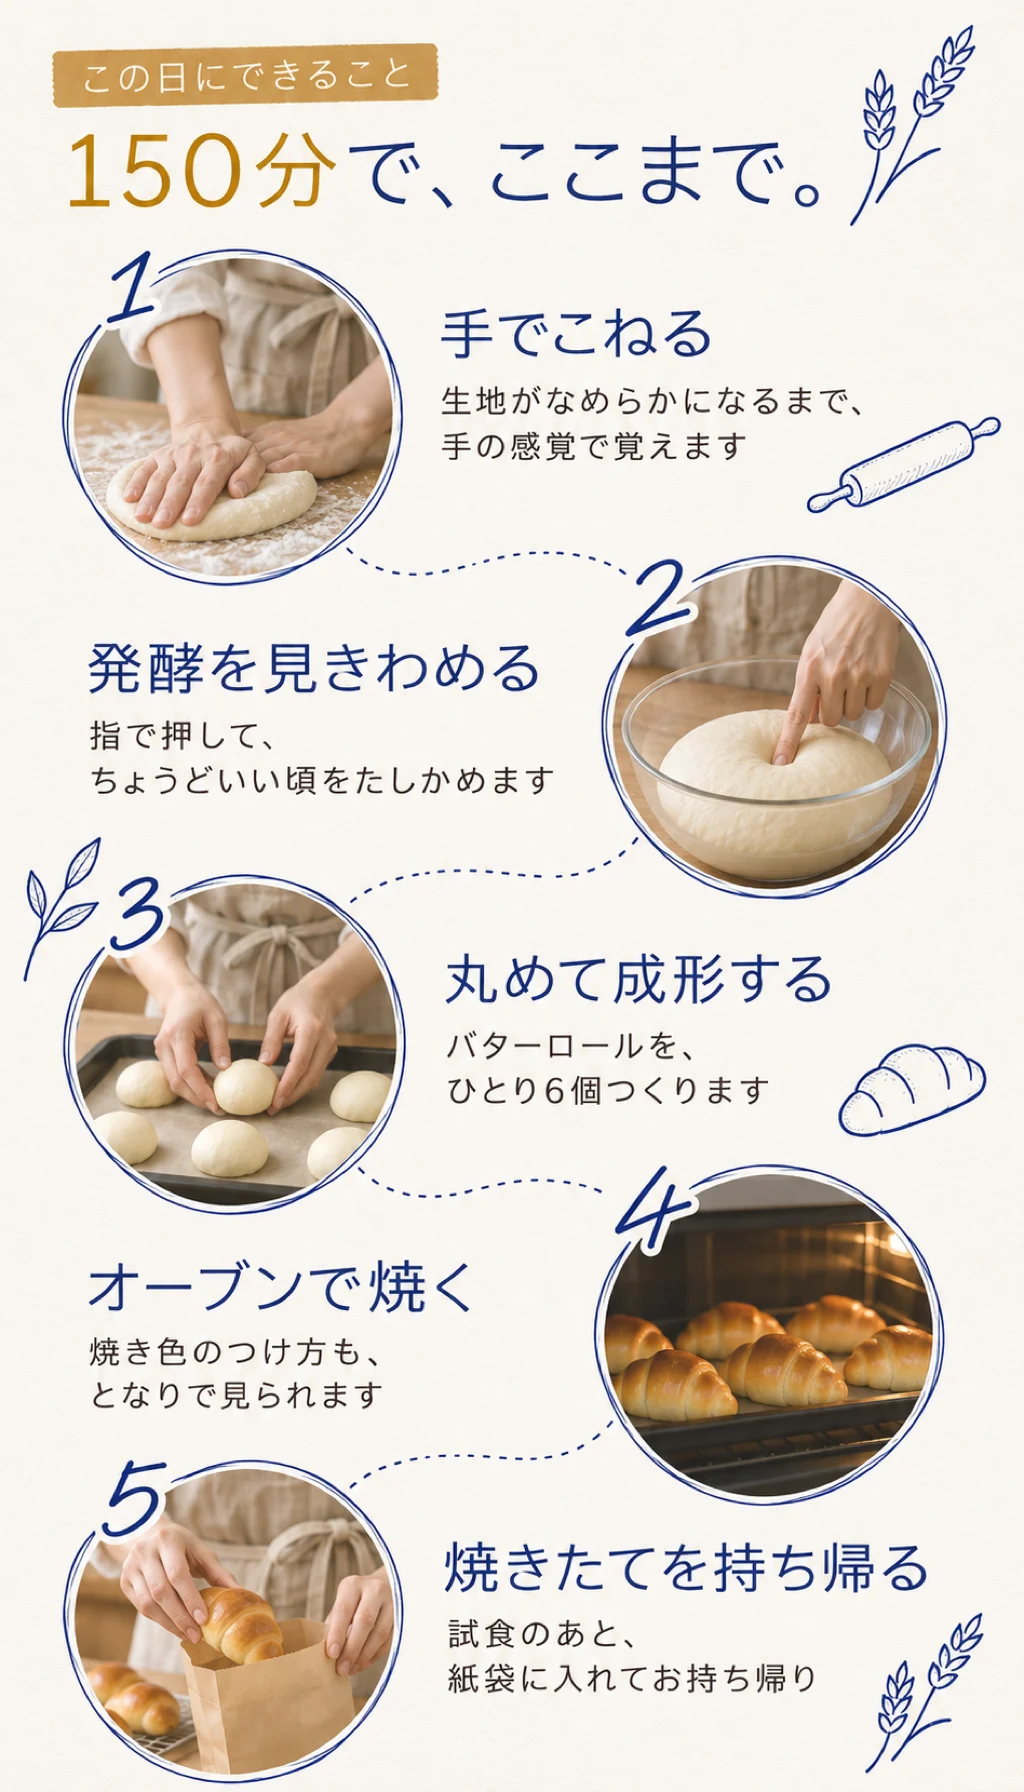 この日にできること
150分で、ここまで。
1
手でこねる
生地がなめらかになるまで、
手の感覚で覚えます
2
発酵を見きわめる
指で押して、
ちょうどいい頃をたしかめます
3
丸めて成形する
バターロールを、
ひとり6個つくります
4
オーブンで焼く
焼き色のつけ方も、
となりで見られます
5
焼きたてを持ち帰る
試食のあと、
紙袋に入れてお持ち帰り